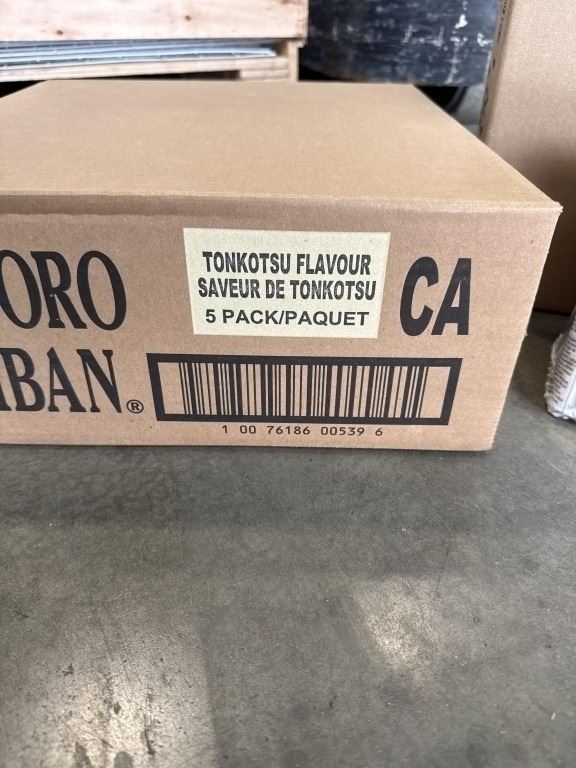 ORO
IBAN®
TONKOTSU FLAVOUR
SAVEUR DE TONKOTSU
5 PACK/PAQUET
CA
1 00 76186 00539 6